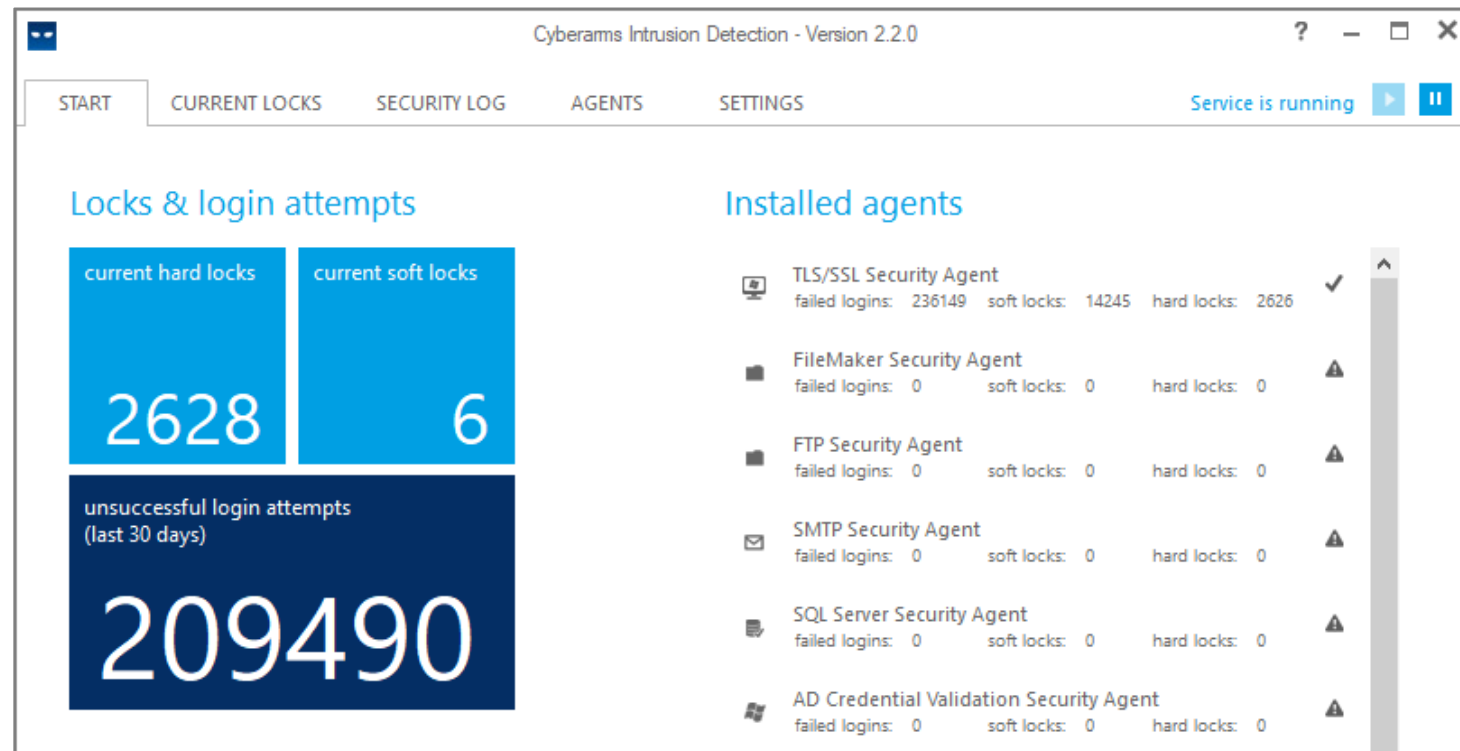 Cyberarms Intrusion Detection - Version 2.2.0
?
START CURRENT LOCKS SECURITY LOG AGENTS SETTINGS Service is running
Locks & login attempts
current hard locks
2628
current soft locks
6
unsuccessful login attempts
(last 30 days)
209490
Installed agents
TLS/SSL Security Agent
failed logins: 236149 soft locks: 14245 hard locks: 2626
FileMaker Security Agent
failed logins: 0 soft locks: 0 hard locks: 0
FTP Security Agent
failed logins: 0 soft locks: 0 hard locks: 0
SMTP Security Agent
failed logins: 0 soft locks: 0 hard locks: 0
SQL Server Security Agent
failed logins: 0 soft locks: 0 hard locks: 0
AD Credential Validation Security Agent
failed logins: 0 soft locks: 0 hard locks: 0